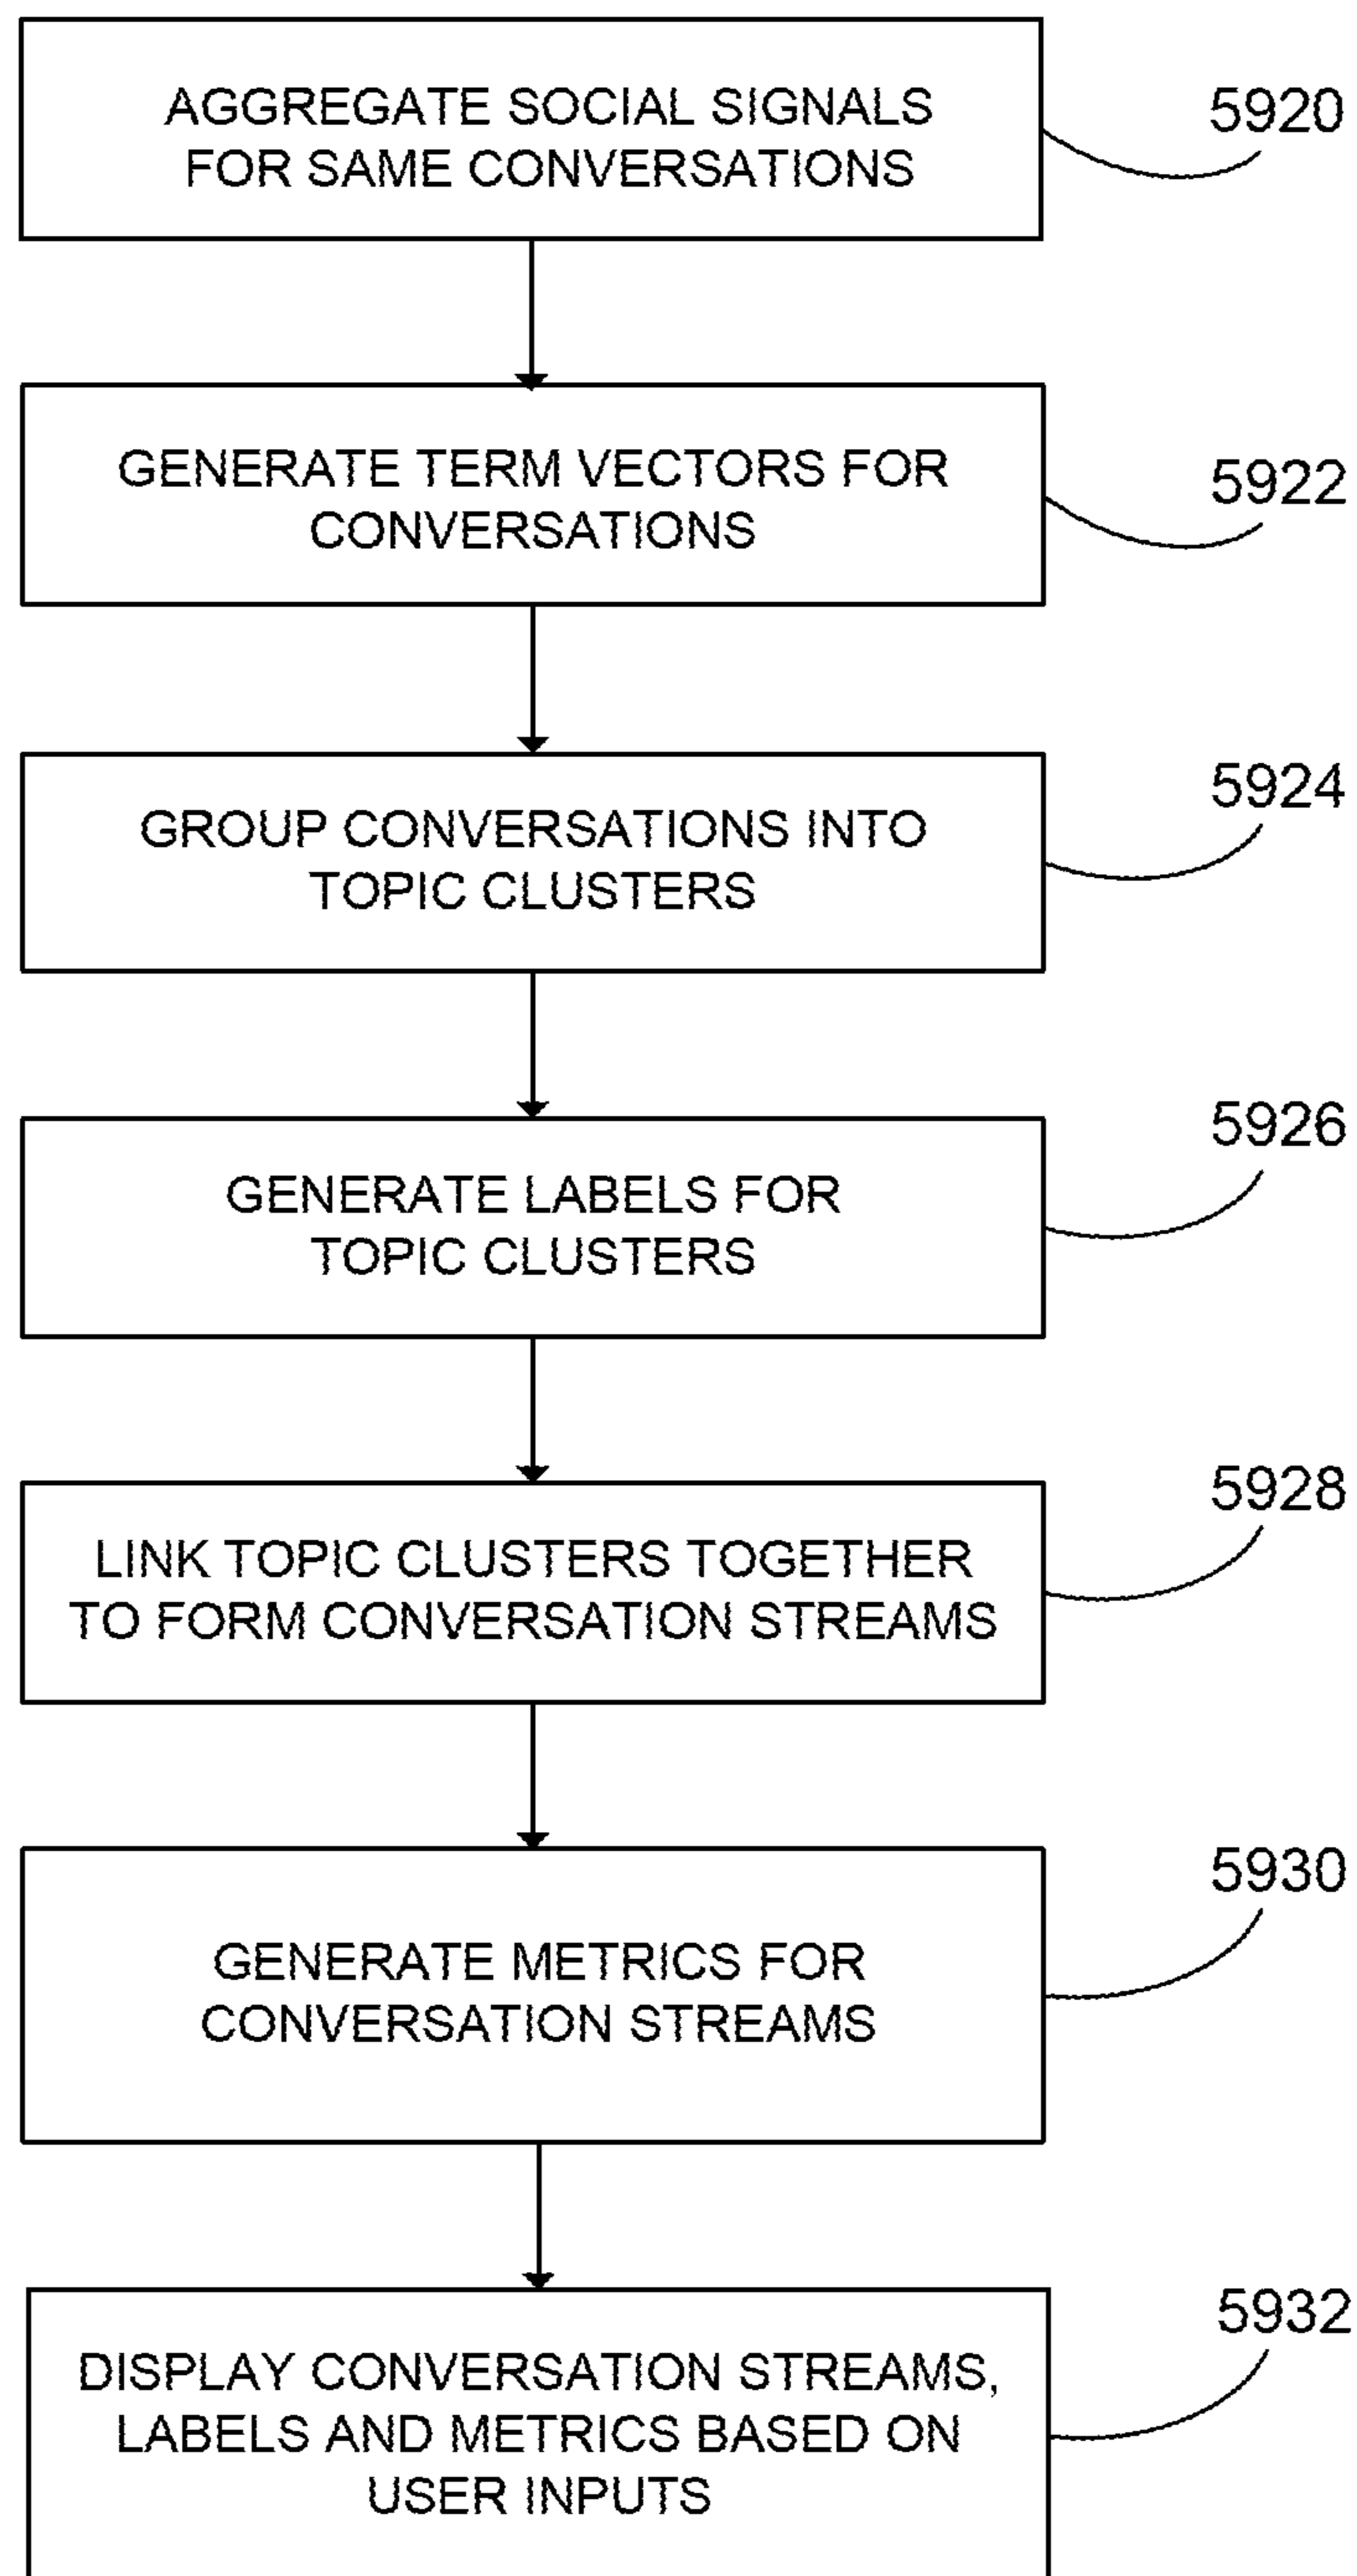 AGGREGATE SOCIAL SIGNALS
FOR SAME CONVERSATIONS
5920
GENERATE TERM VECTORS FOR
CONVERSATIONS
5922
GROUP CONVERSATIONS INTO
TOPIC CLUSTERS
5924
GENERATE LABELS FOR
TOPIC CLUSTERS
5926
LINK TOPIC CLUSTERS TOGETHER
TO FORM CONVERSATION STREAMS
5928
GENERATE METRICS FOR
CONVERSATION STREAMS
5930
DISPLAY CONVERSATION STREAMS,
LABELS AND METRICS BASED ON
USER INPUTS
5932